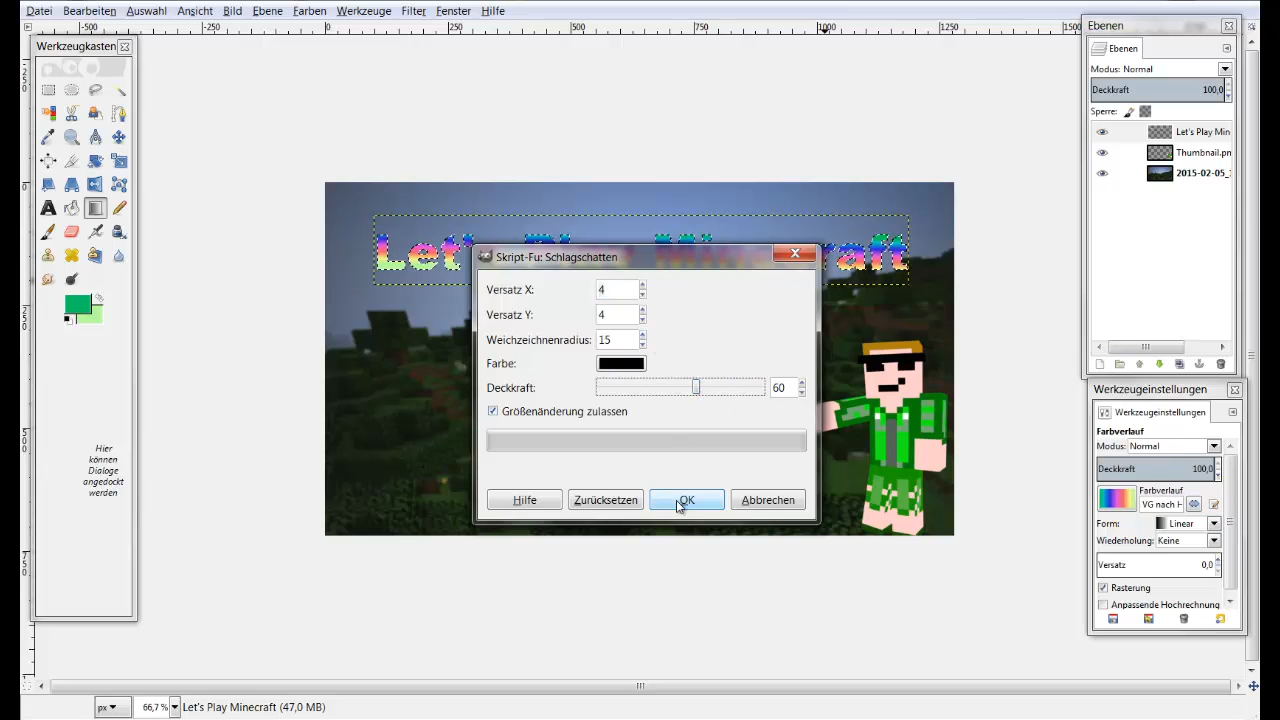 Datei Bearbeiten Auswahl Ansicht Bild Ebene Farben Werkzeuge Filter Fenster Hilfe
-500 -250 0 250 500 750 1000 1250
Werkzeugkasten
Hier
können
Dialoge
angedockt
werden
Let's Play Minecraft
Skript-Fu: Schlagschatten
Versatz X: 4
Versatz Y: 4
Weichzeichnenradius: 15
Farbe:
Deckkraft: 60
Größenänderung zulassen
Hilfe Zurücksetzen OK Abbrechen
Ebenen
Ebenen
Modus: Normal
Deckkraft 100,0
Sperre:
Let's Play Min
Thumbnail.pn
2015-02-05_
Werkzeugeinstellungen
Werkzeugeinstellungen
Farbverlauf
Modus: Normal
Deckkraft 100,0
Farbverlauf
VG nach H
Form: Linear
Wiederholung: Keine
Versatz 0,0
Rasterung
Anpassende Hochrechnung
px 66,7 % Let's Play Minecraft (47,0 MB)